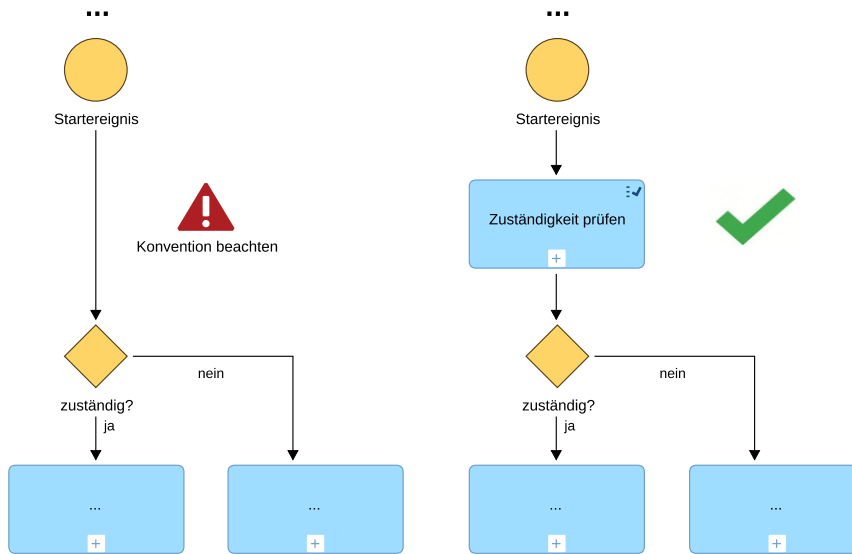 ...
Startereignis
Konvention beachten
zuständig?
ja
nein
...
...
...
Startereignis
Zuständigkeit prüfen
zuständig?
ja
nein
...
...